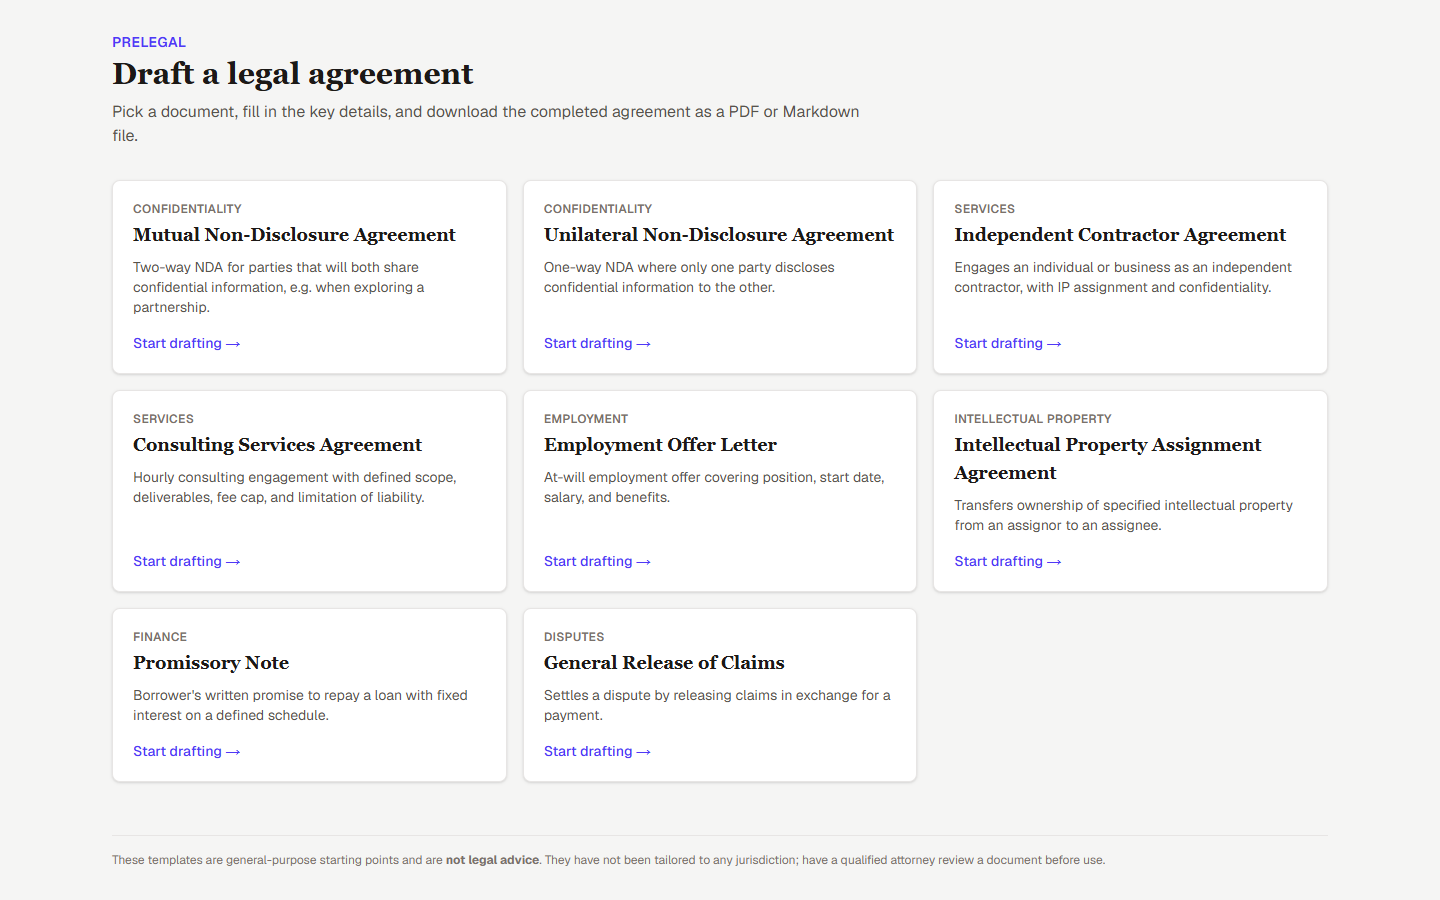 PRELEGAL
Draft a legal agreement
Pick a document, fill in the key details, and download the completed agreement as a PDF or Markdown
file.
CONFIDENTIALITY
Mutual Non-Disclosure Agreement
Two-way NDA for parties that will both share
confidential information, e.g. when exploring a
partnership.
Start drafting →
CONFIDENTIALITY
Unilateral Non-Disclosure Agreement
One-way NDA where only one party discloses
confidential information to the other.
Start drafting →
SERVICES
Independent Contractor Agreement
Engages an individual or business as an independent
contractor, with IP assignment and confidentiality.
Start drafting →
SERVICES
Consulting Services Agreement
Hourly consulting engagement with defined scope,
deliverables, fee cap, and limitation of liability.
Start drafting →
EMPLOYMENT
Employment Offer Letter
At-will employment offer covering position, start date,
salary, and benefits.
Start drafting →
INTELLECTUAL PROPERTY
Intellectual Property Assignment
Agreement
Transfers ownership of specified intellectual property
from an assignor to an assignee.
Start drafting →
FINANCE
Promissory Note
Borrower's written promise to repay a loan with fixed
interest on a defined schedule.
Start drafting →
DISPUTES
General Release of Claims
Settles a dispute by releasing claims in exchange for a
payment.
Start drafting →
These templates are general-purpose starting points and are not legal advice. They have not been tailored to any jurisdiction; have a qualified attorney review a document before use.